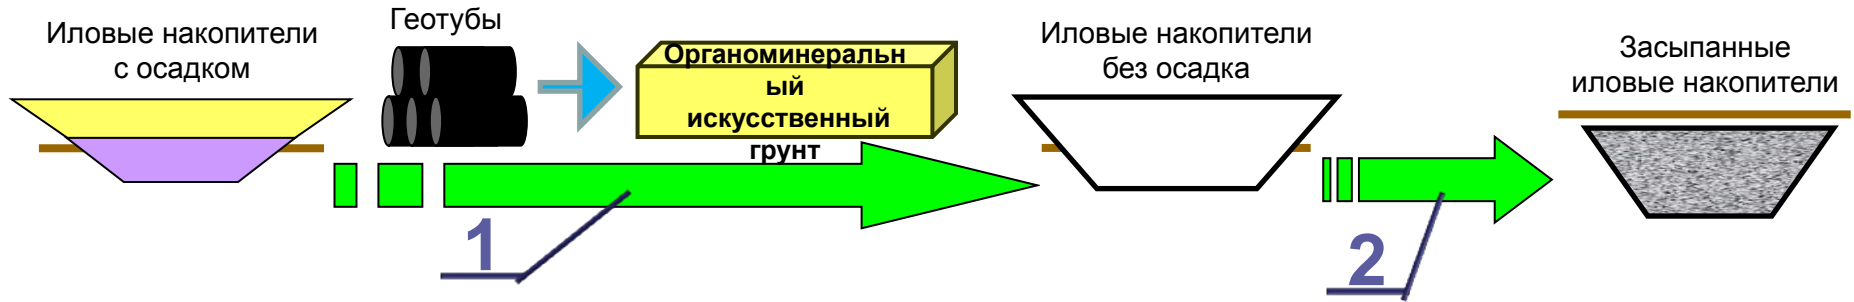 Иловые накопители
с осадком
Геотубы
Органоминеральн
ый
искусственный
грунт
Иловые накопители
без осадка
Засыпанные
иловые накопители
1
2